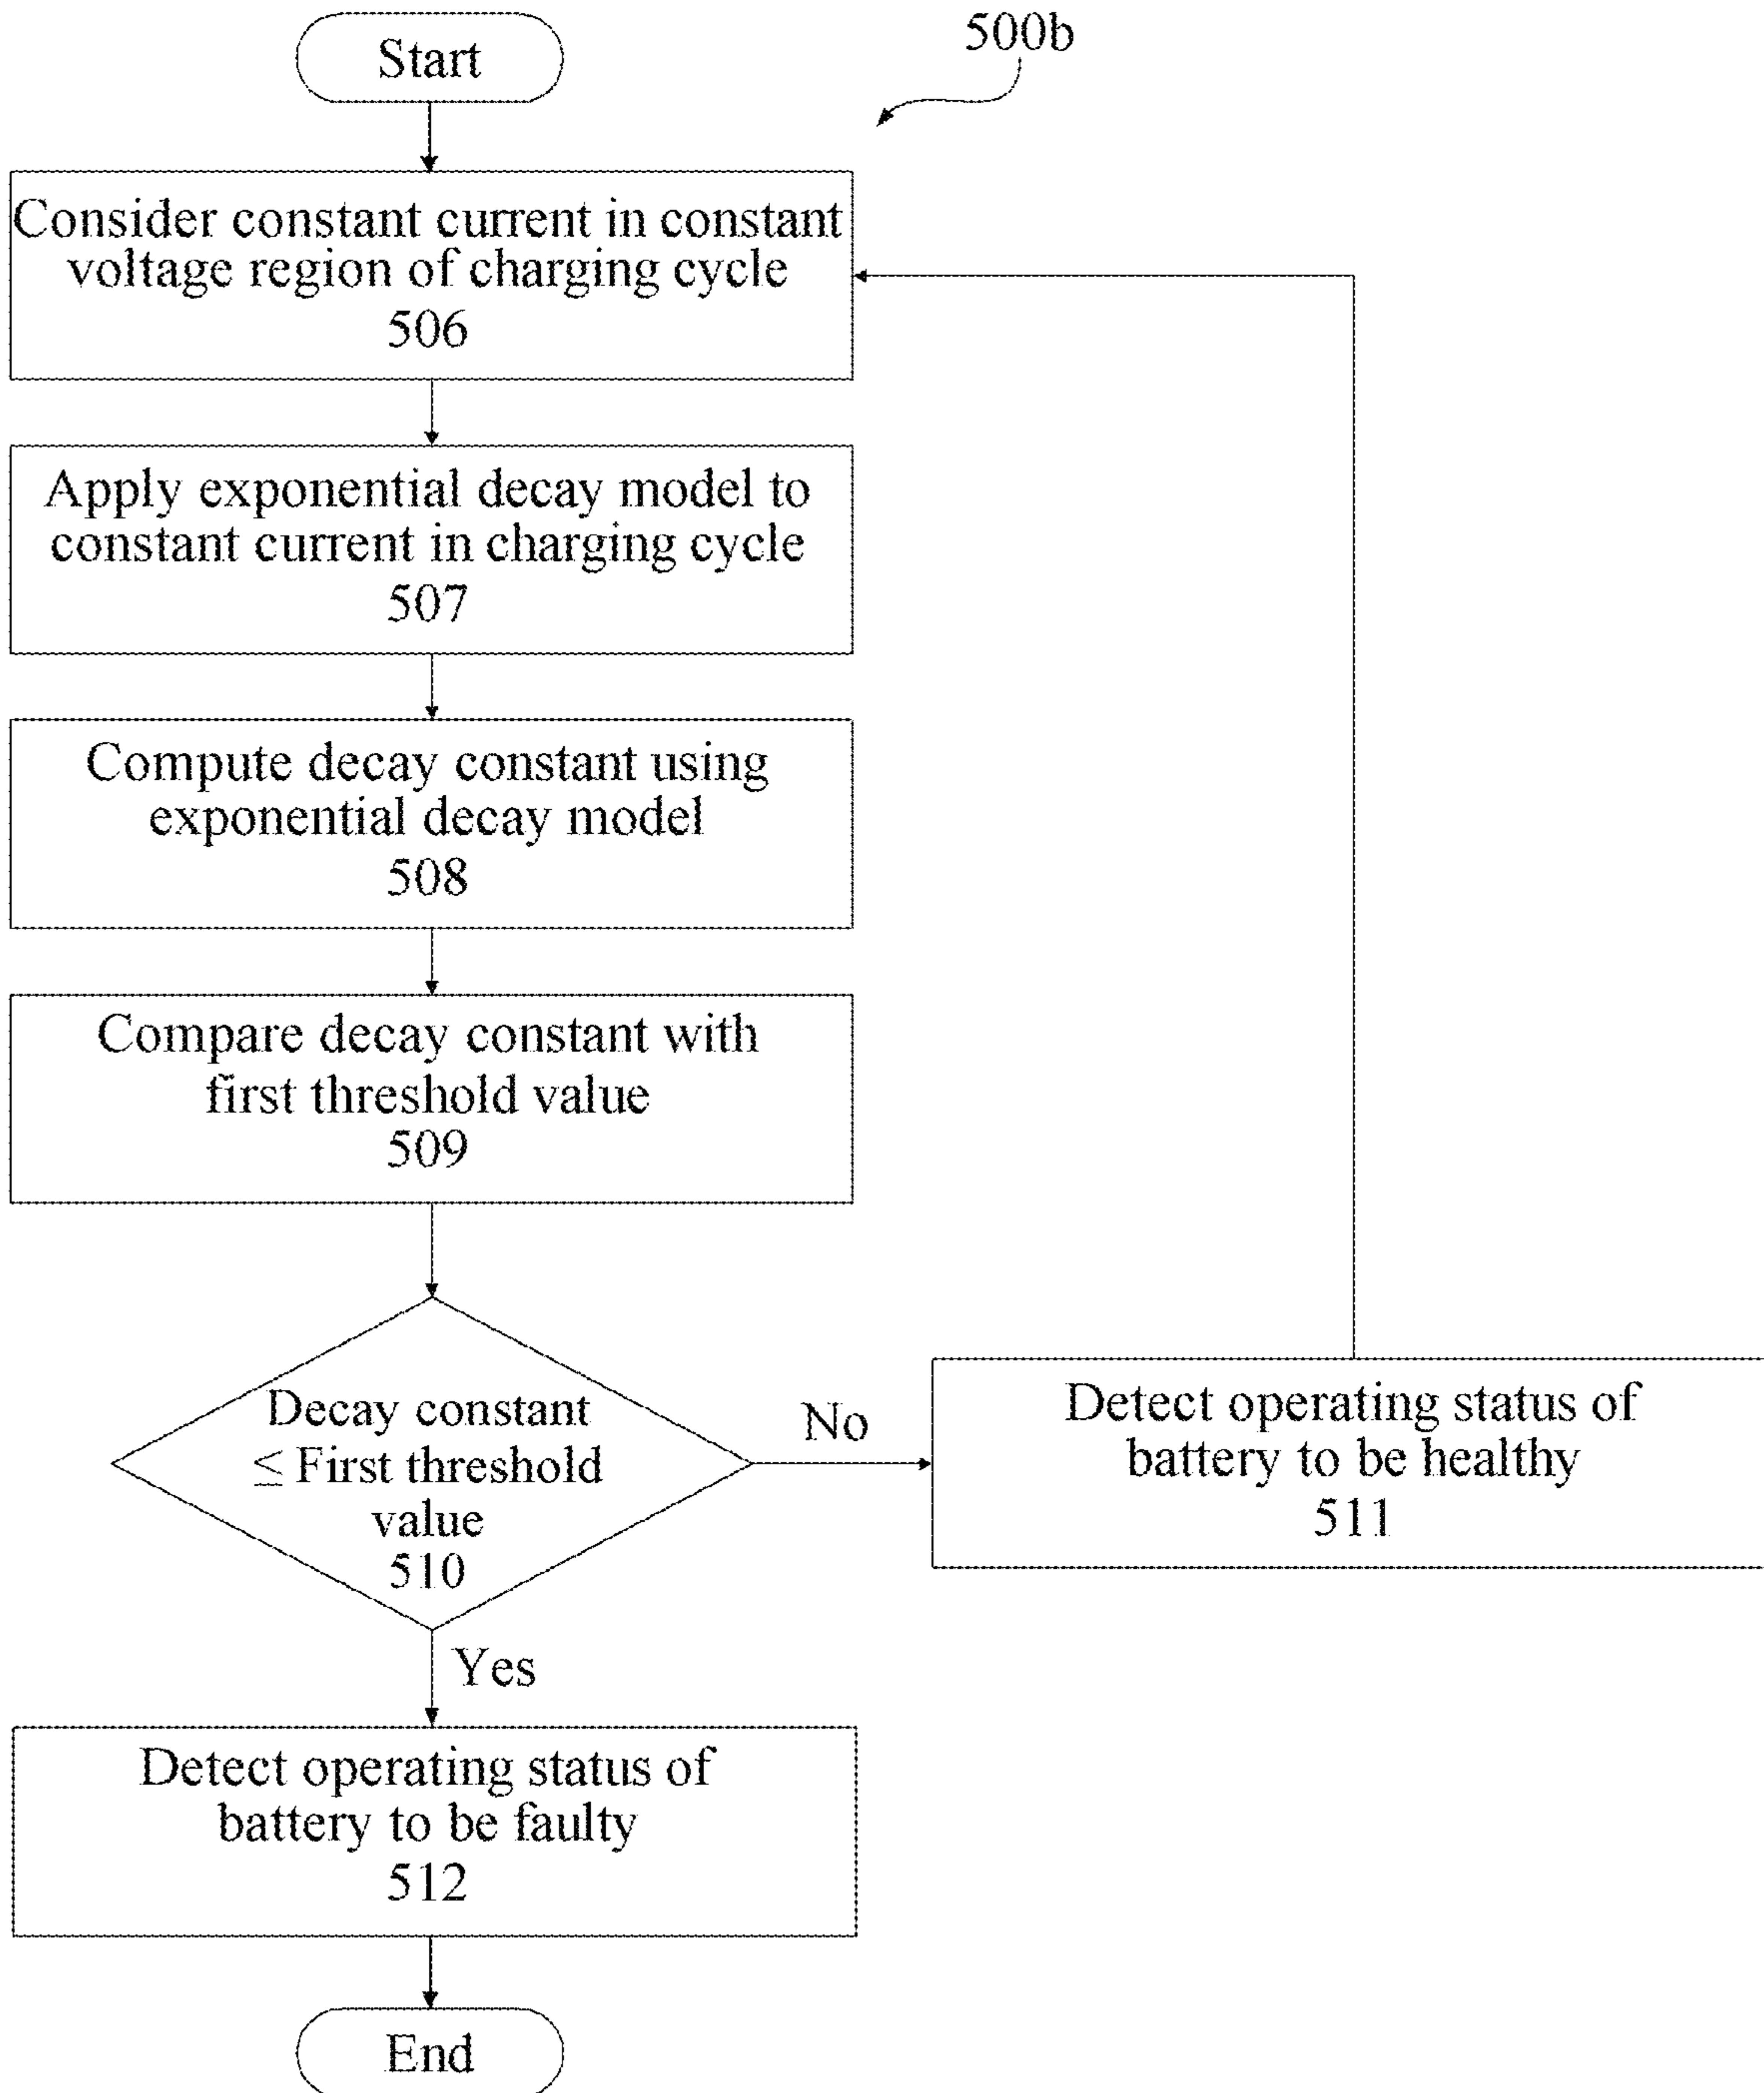 Start
500b
Consider constant current in constant
voltage region of charging cycle
506
Apply exponential decay model to
constant current in charging cycle
507
Compute decay constant using
exponential decay model
508
Compare decay constant with
first threshold value
509
Decay constant
≤ First threshold
value
510
No
Detect operating status of
battery to be healthy
511
Yes
Detect operating status of
battery to be faulty
512
End